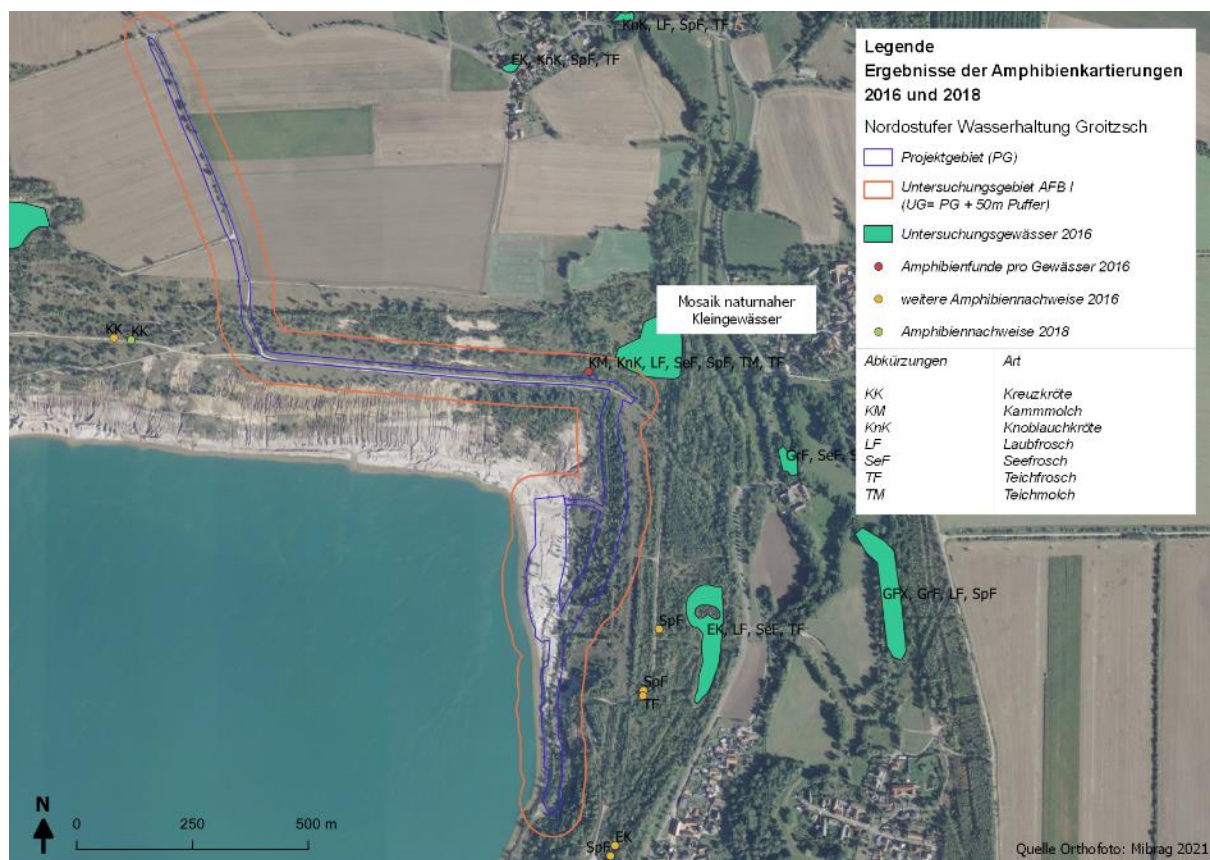 KnK, LF, SpF, TF
EK, KnK, SpF, TF
Legende
Ergebnisse der Amphibienkartierungen
2016 und 2018
Nordostufer Wasserhaltung Groitzsch
Projektgebiet (PG)
Untersuchungsgebiet AFB I
(UG= PG + 50m Puffer)
Untersuchungsgewässer 2016
Amphibienfunde pro Gewässer 2016
weitere Amphibiennachweise 2016
Amphibiennachweise 2018
Abkürzungen Art
KK Kreuzkröte
KM Kammmolch
KnK Knoblauchkröte
LF Laubfrosch
SeF Seefrosch
TF Teichfrosch
TM Teichmolch
Mosaik naturnaher
Kleingewässer
KK KK
KM, KnK, LF, SeF, SpF, TM, TF
GrF, SeF, S
GFX, GrF, LF, SpF
SpF
EK, LF, SeF, TF
SpF
TF
EK
SpF
N
0 250 500 m
Quelle Orthofoto: Mibrag 2021